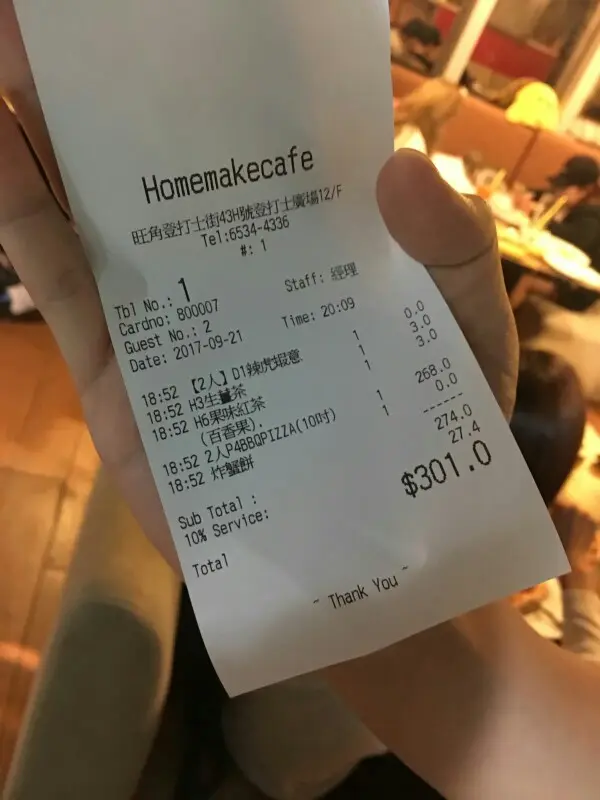 Homemakecafe
旺角登打士街43H號登打士廣場12/F
Tel:6534-4336
#: 1
Tbl No.: 1
Staff: 經理
Cardno: B00007
Guest No.: 2
Date: 2017-09-21 Time: 20:09
18:52 【2人】D1辣虎蝦意 1 0.0
18:52 H3生薑茶 1 3.0
18:52 H6果味紅茶 1 3.0
(百香果).
18:52 2人P4BBQPIZZA(10吋) 1 268.0
18:52 炸蟹餅 1 0.0
------
Sub Total : 274.0
10% Service: 27.4
Total $301.0
~ Thank You ~